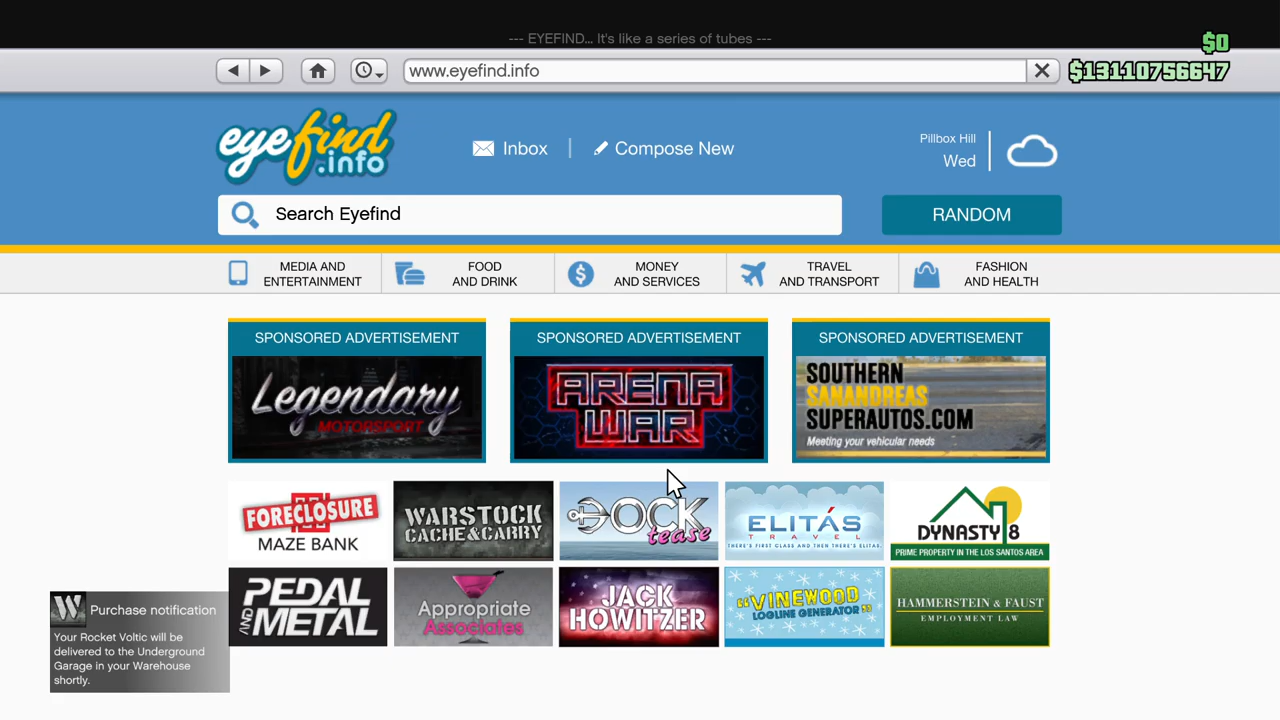 --- EYEFIND... It's like a series of tubes ---
$0
www.eyefind.info
$13110756647
eyefind.info
Inbox
Compose New
Pillbox Hill
Wed
Search Eyefind
RANDOM
MEDIA AND
ENTERTAINMENT
FOOD
AND DRINK
MONEY
AND SERVICES
TRAVEL
AND TRANSPORT
FASHION
AND HEALTH
SPONSORED ADVERTISEMENT
Legendary
MOTORSPORT
SPONSORED ADVERTISEMENT
ARENA
WAR
SPONSORED ADVERTISEMENT
SOUTHERN
SANANDREAS
SUPERAUTOS.COM
Meeting your vehicular needs
FORECLOSURE
MAZE BANK
WARSTOCK
CACHE&CARRY
DOCK
tease
ELITÁS
TRAVEL
THERE'S FIRST CLASS AND THEN THERE'S ELITÁS.
DYNASTY 8
PRIME PROPERTY IN THE LOS SANTOS AREA
PEDAL
AND METAL
Appropriate
Associates
JACK
HOWITZER
"VINEWOOD
LOGLINE GENERATOR"
HAMMERSTEIN & FAUST
EMPLOYMENT LAW
W
Purchase notification
Your Rocket Voltic will be
delivered to the Underground
Garage in your Warehouse
shortly.